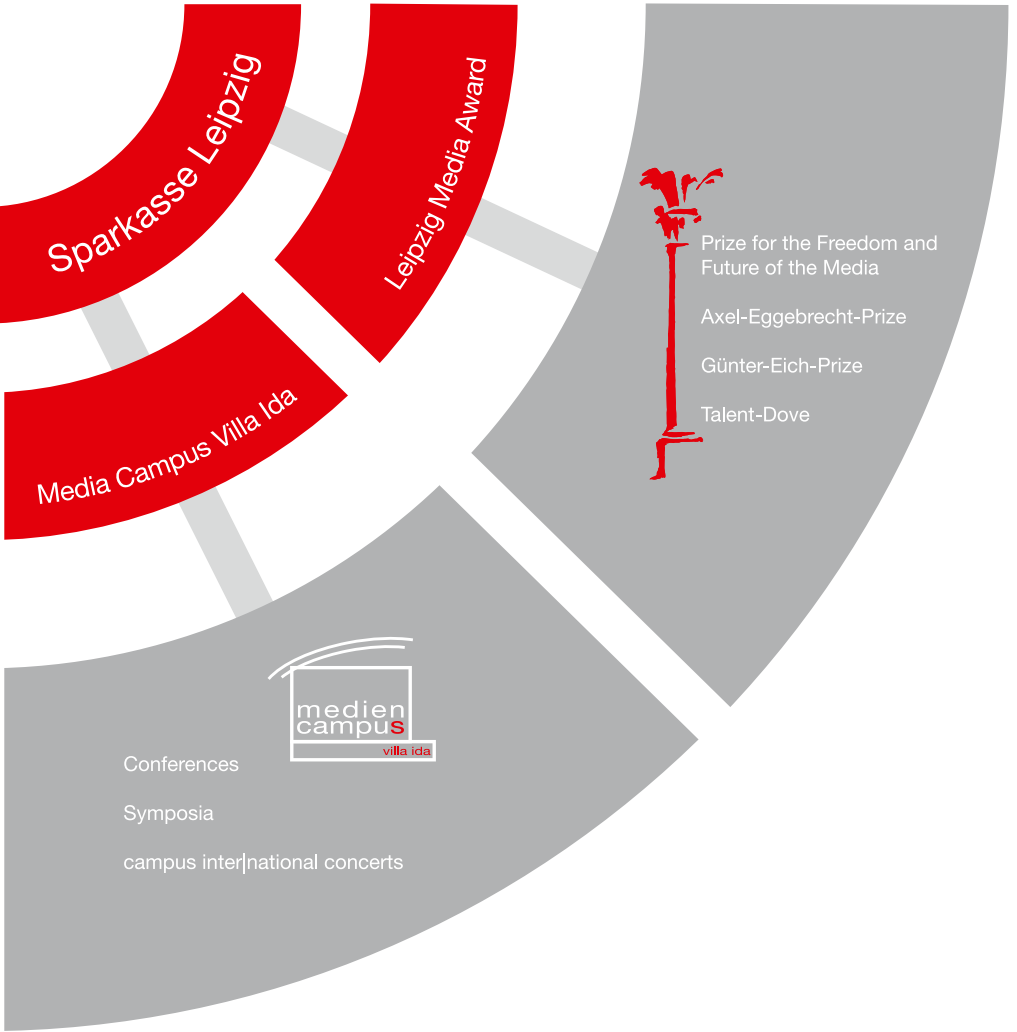 Sparkasse Leipzig
Leipzig Media Award
Prize for the Freedom and
Future of the Media
Axel-Eggebrecht-Prize
Günter-Eich-Prize
Talent-Dove
Media Campus Villa Ida
medien
campus
villa ida
Conferences
Symposia
campus inter|national concerts